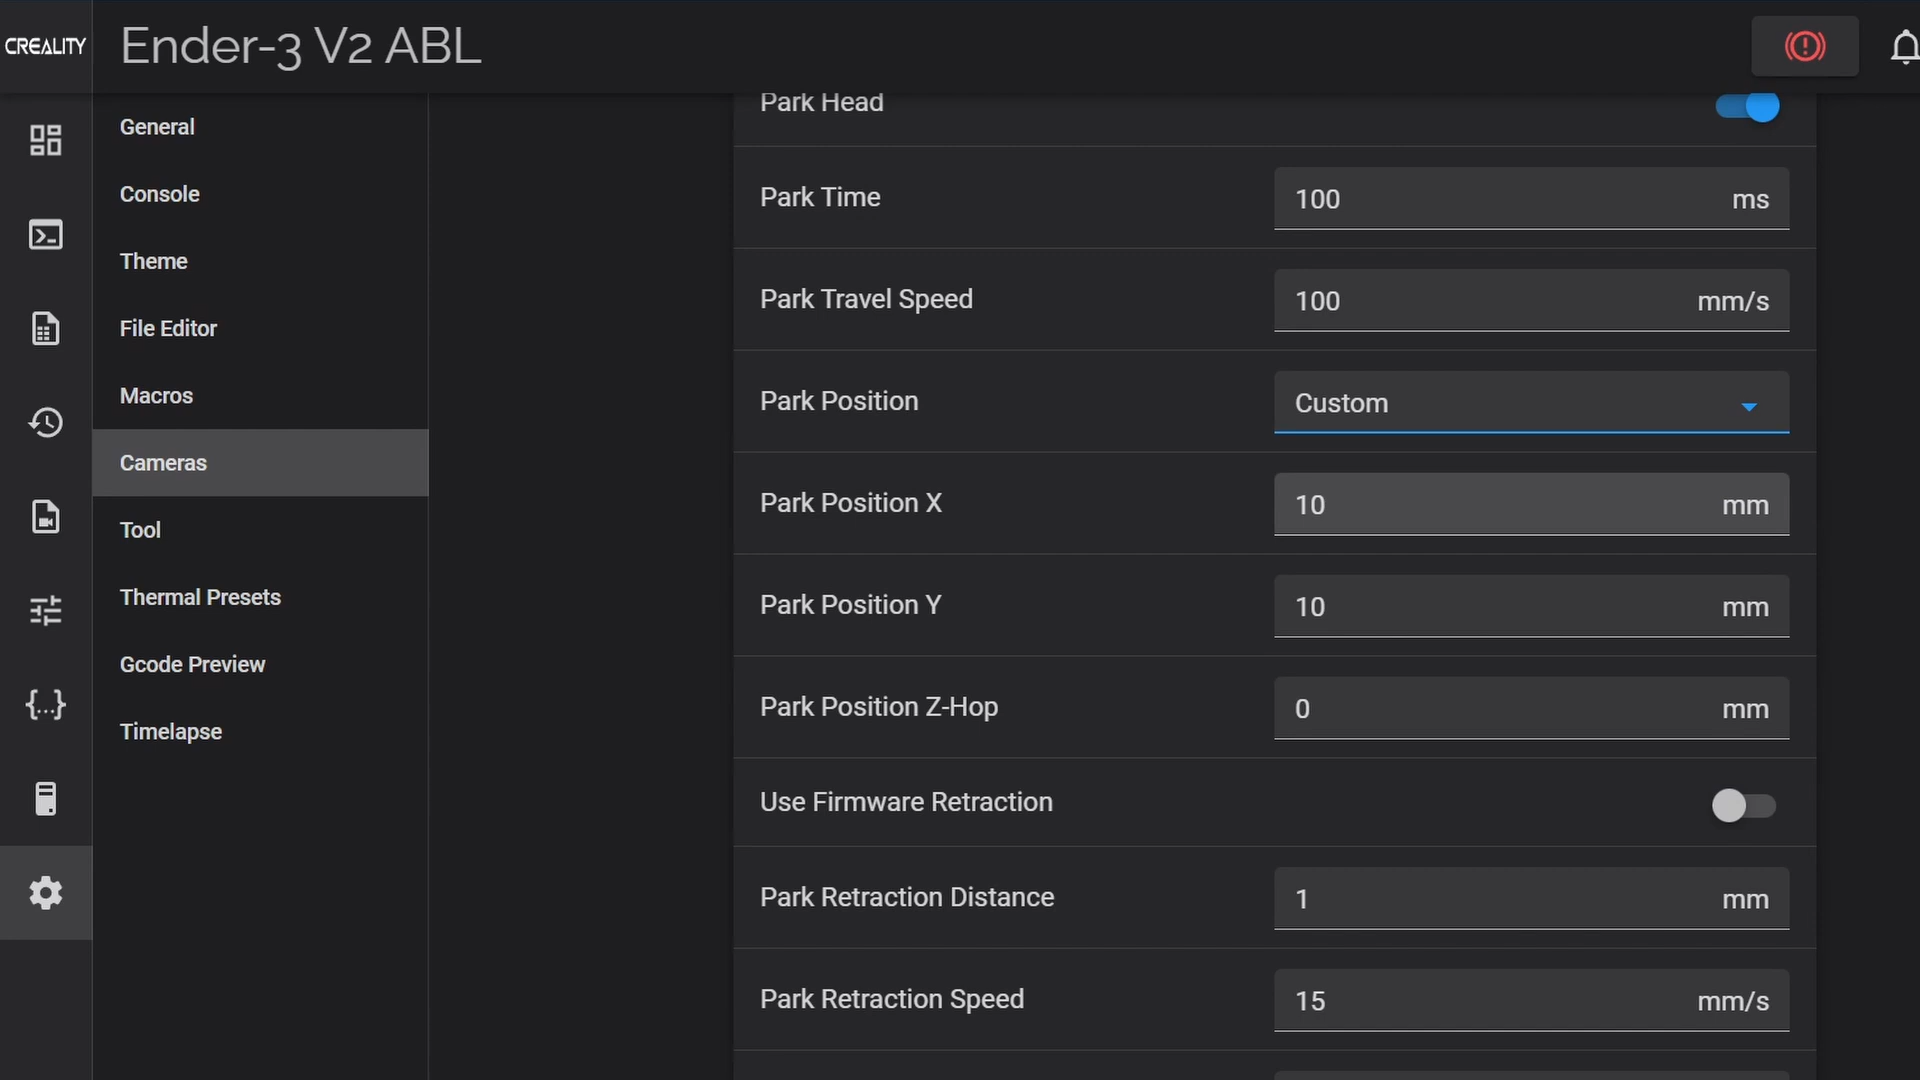 CREALITY
Ender-3 V2 ABL
General
Console
Theme
File Editor
Macros
Cameras
Tool
Thermal Presets
Gcode Preview
Timelapse
Park Head
Park Time
100 ms
Park Travel Speed
100 mm/s
Park Position
Custom
Park Position X
10 mm
Park Position Y
10 mm
Park Position Z-Hop
0 mm
Use Firmware Retraction
Park Retraction Distance
1 mm
Park Retraction Speed
15 mm/s